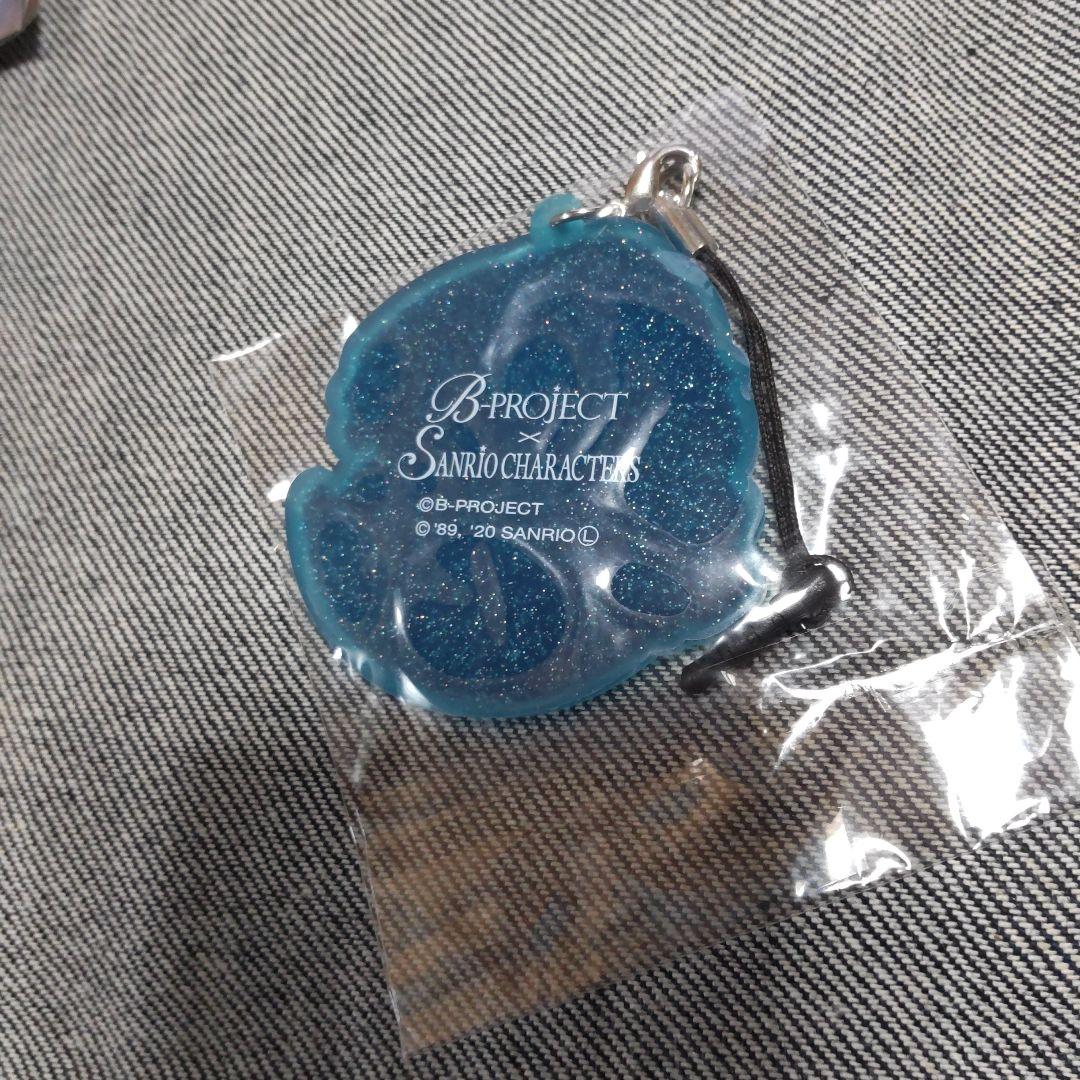 B-PROJECT
×
SANRIO CHARACTERS
©B-PROJECT
© '89, '20 SANRIO Ⓛ